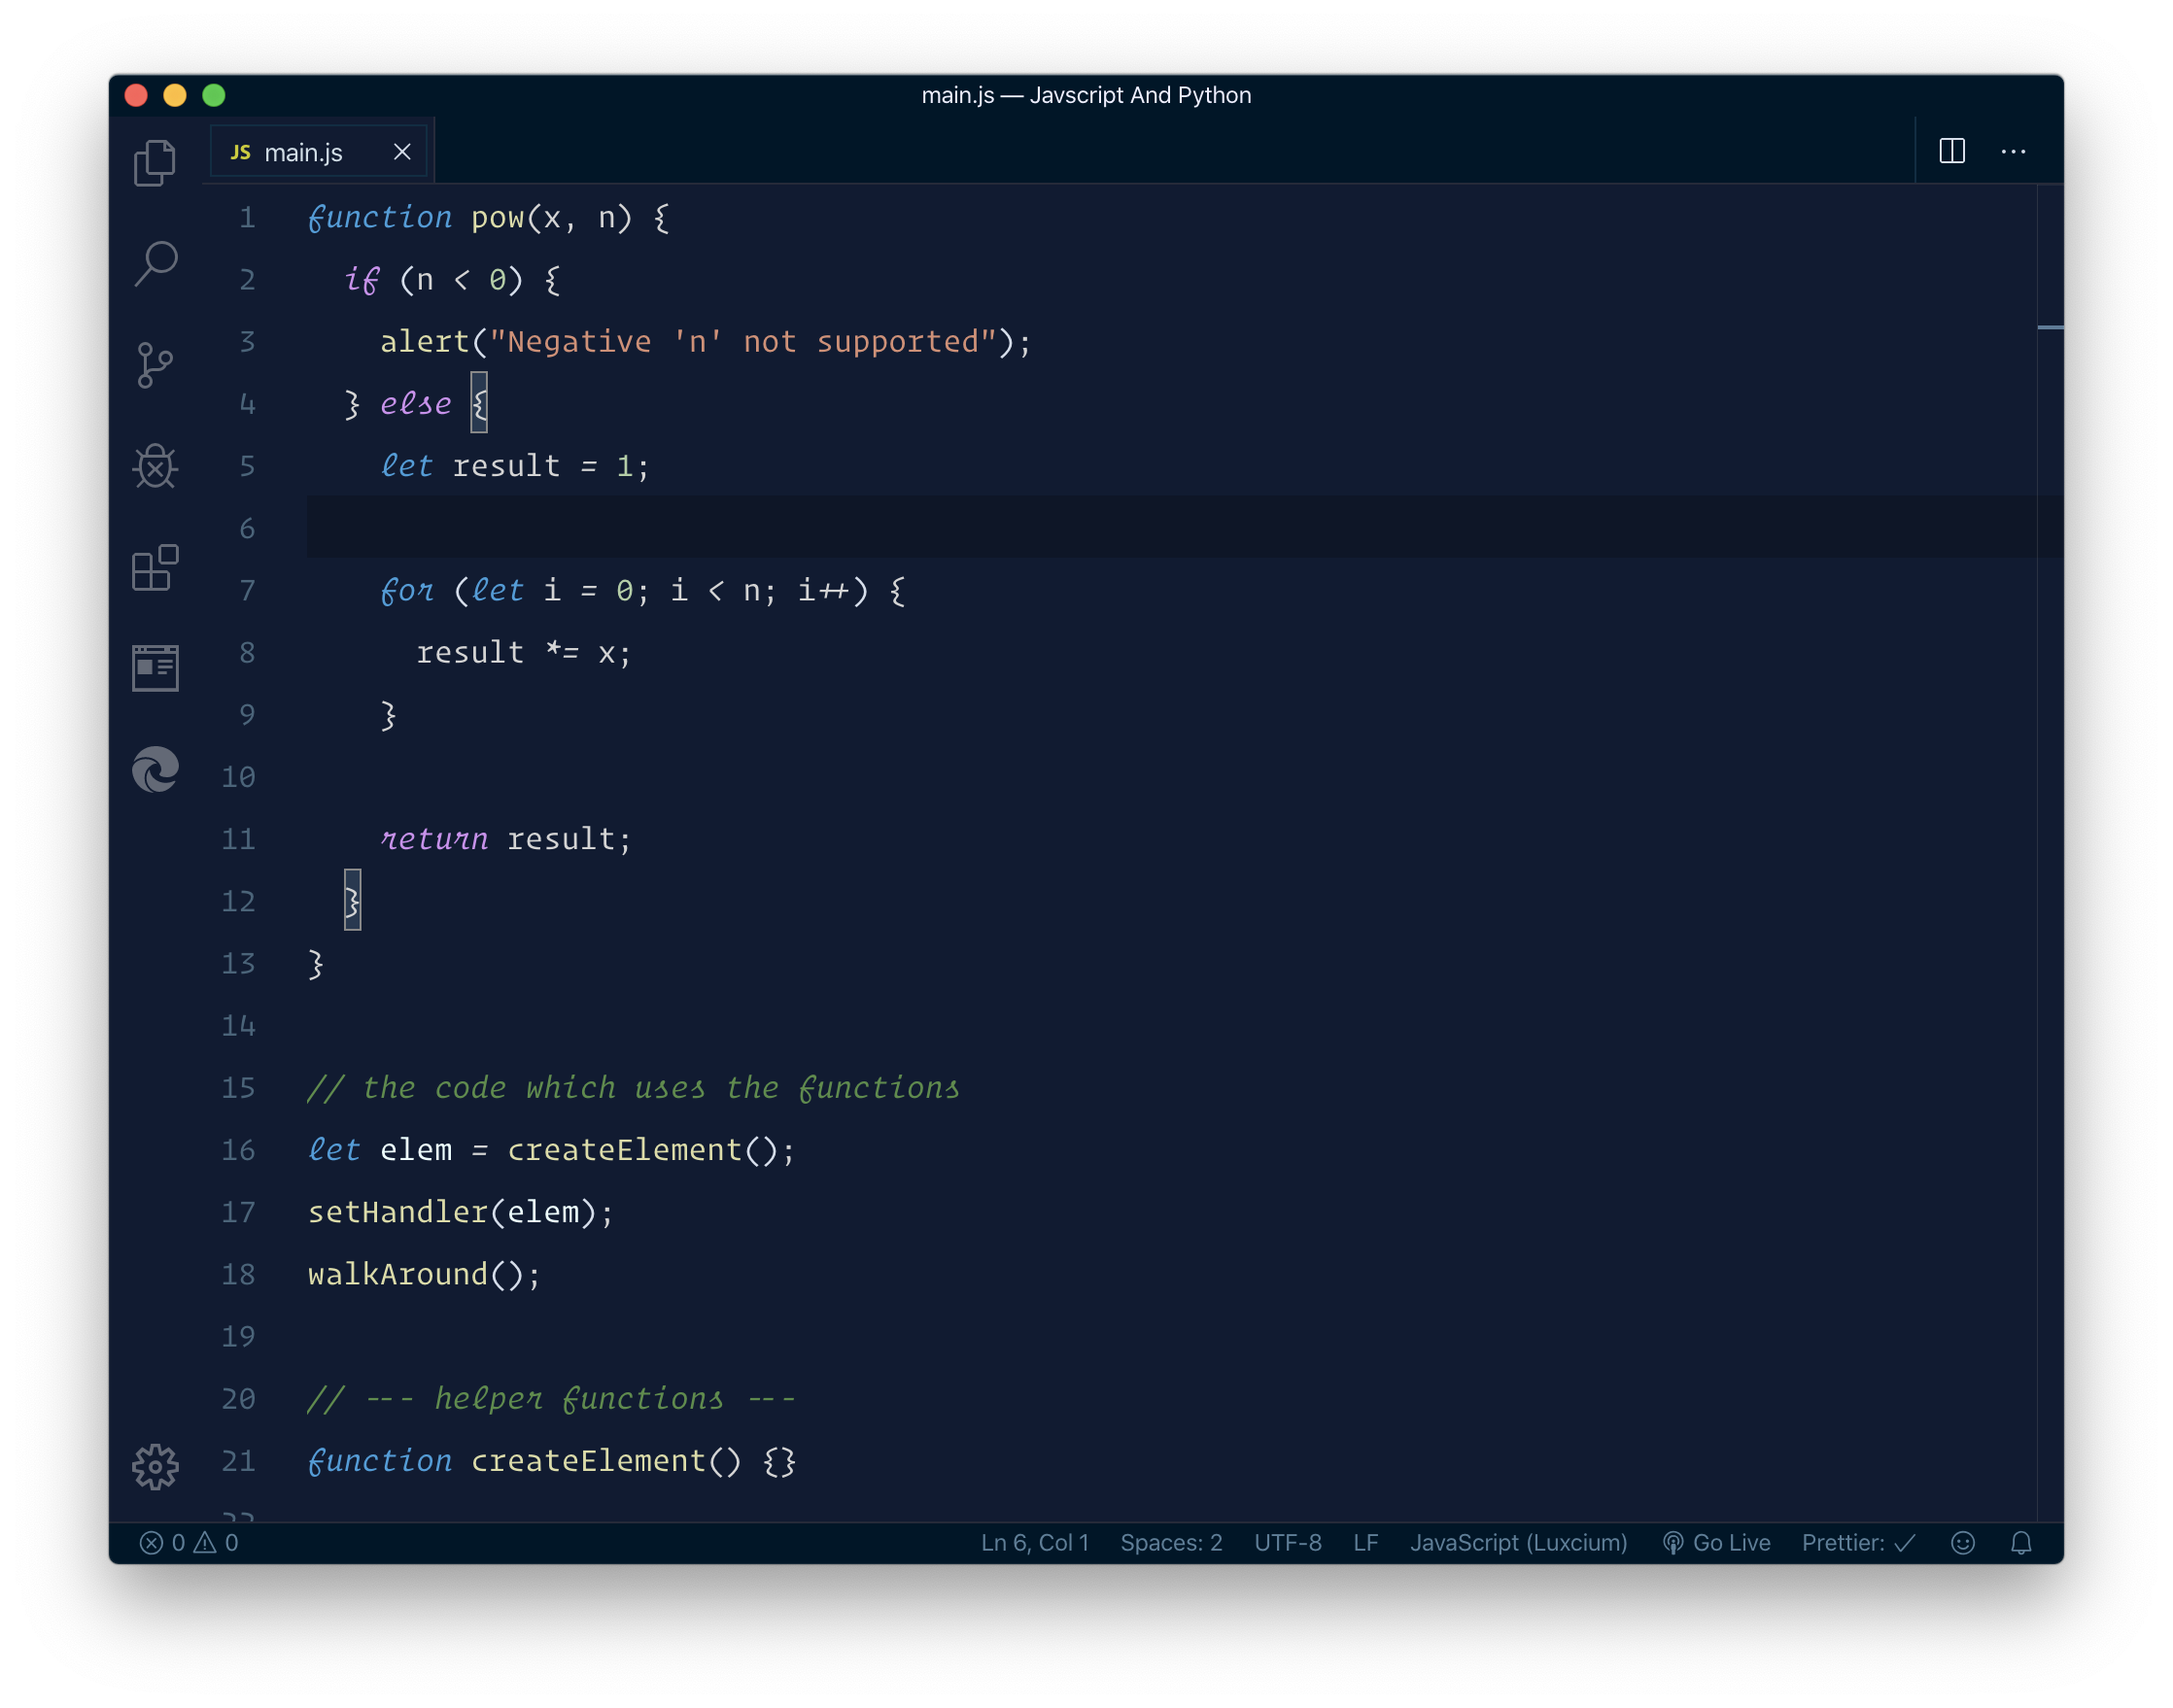 main.js — Javscript And Python
JS main.js
1 function pow(x, n) {
2 if (n < 0) {
3 alert("Negative 'n' not supported");
4 } else {
5 let result = 1;
6
7 for (let i = 0; i < n; i++) {
8 result *= x;
9 }
10
11 return result;
12 }
13 }
14
15 // the code which uses the functions
16 let elem = createElement();
17 setHandler(elem);
18 walkAround();
19
20 // --- helper functions ---
21 function createElement() {}
22
0 0 Ln 6, Col 1 Spaces: 2 UTF-8 LF JavaScript (Luxcium) Go Live Prettier: ✓